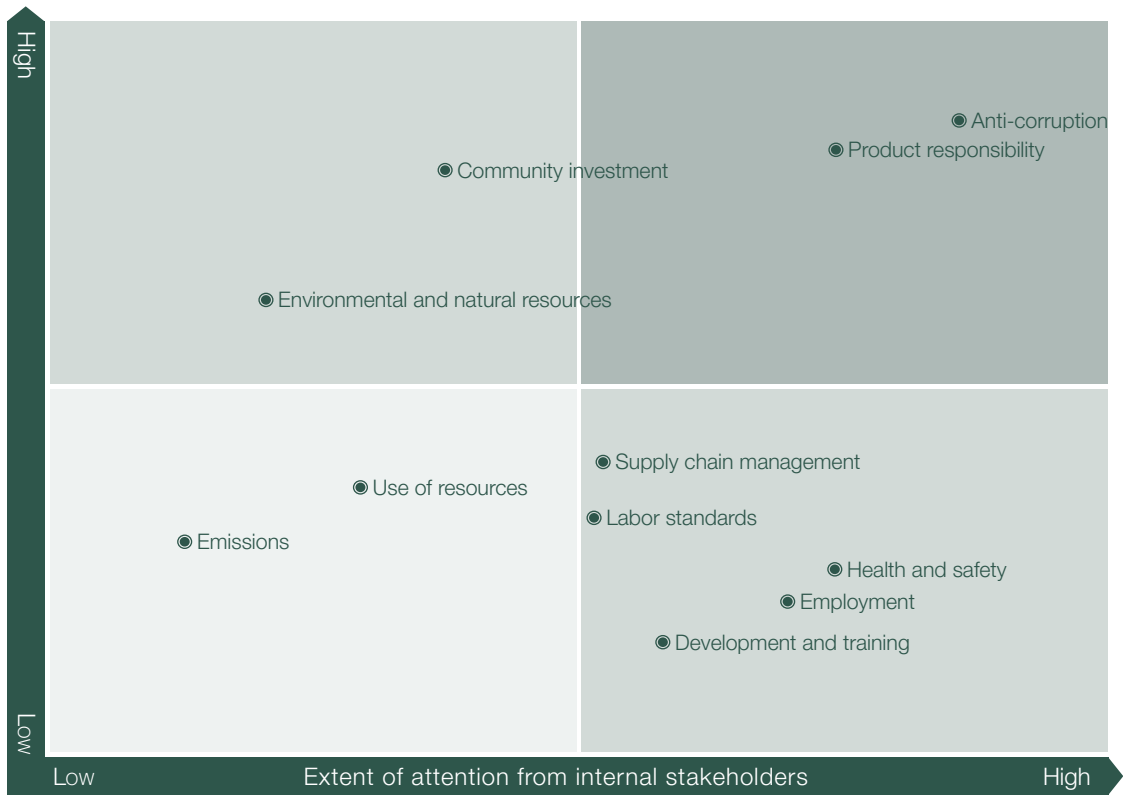 High
Anti-corruption
Product responsibility
Community investment
Environmental and natural resources
Supply chain management
Use of resources
Labor standards
Emissions
Health and safety
Employment
Development and training
Low
Low Extent of attention from internal stakeholders High